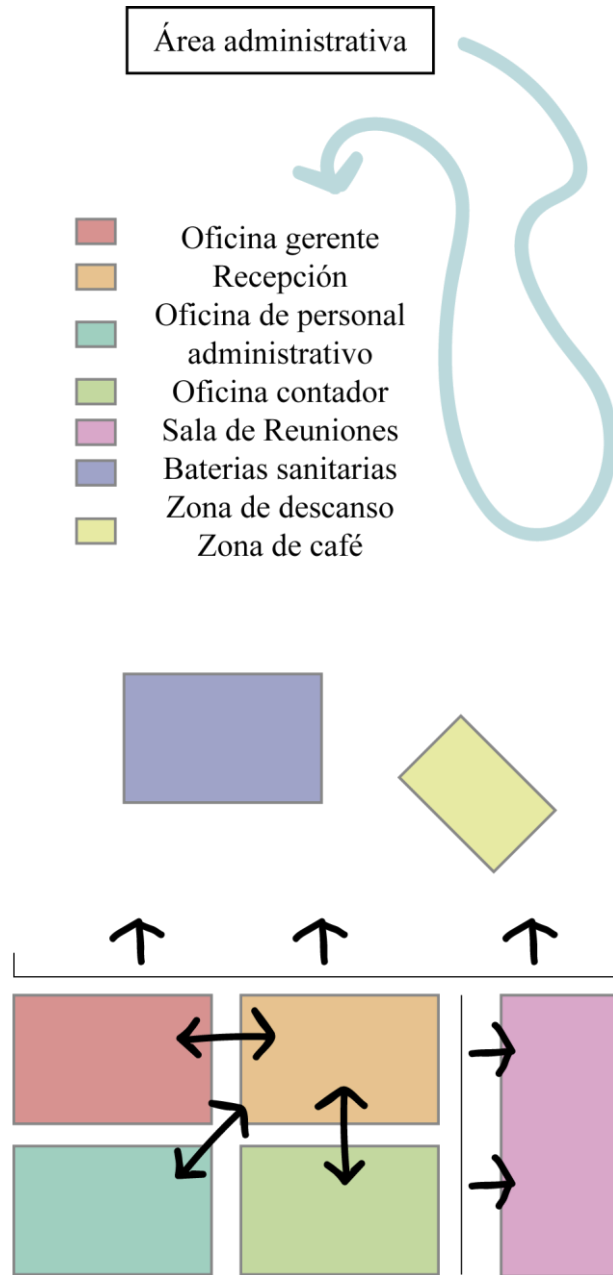 Área administrativa
Oficina gerente
Recepción
Oficina de personal
administrativo
Oficina contador
Sala de Reuniones
Baterias sanitarias
Zona de descanso
Zona de café